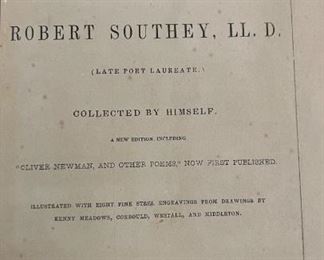 ROBERT SOUTHEY, LL. D.
(LATE POET LAUREATE.)
COLLECTED BY HIMSELF.
A NEW EDITION, INCLUDING
"OLIVER NEWMAN, AND OTHER POEMS," NOW FIRST PUBLISHED.
ILLUSTRATED WITH EIGHT FINE STEEL ENGRAVINGS FROM DRAWINGS BY
KENNY MEADOWS, CORBOULD, WESTALL, AND MIDDLETON.